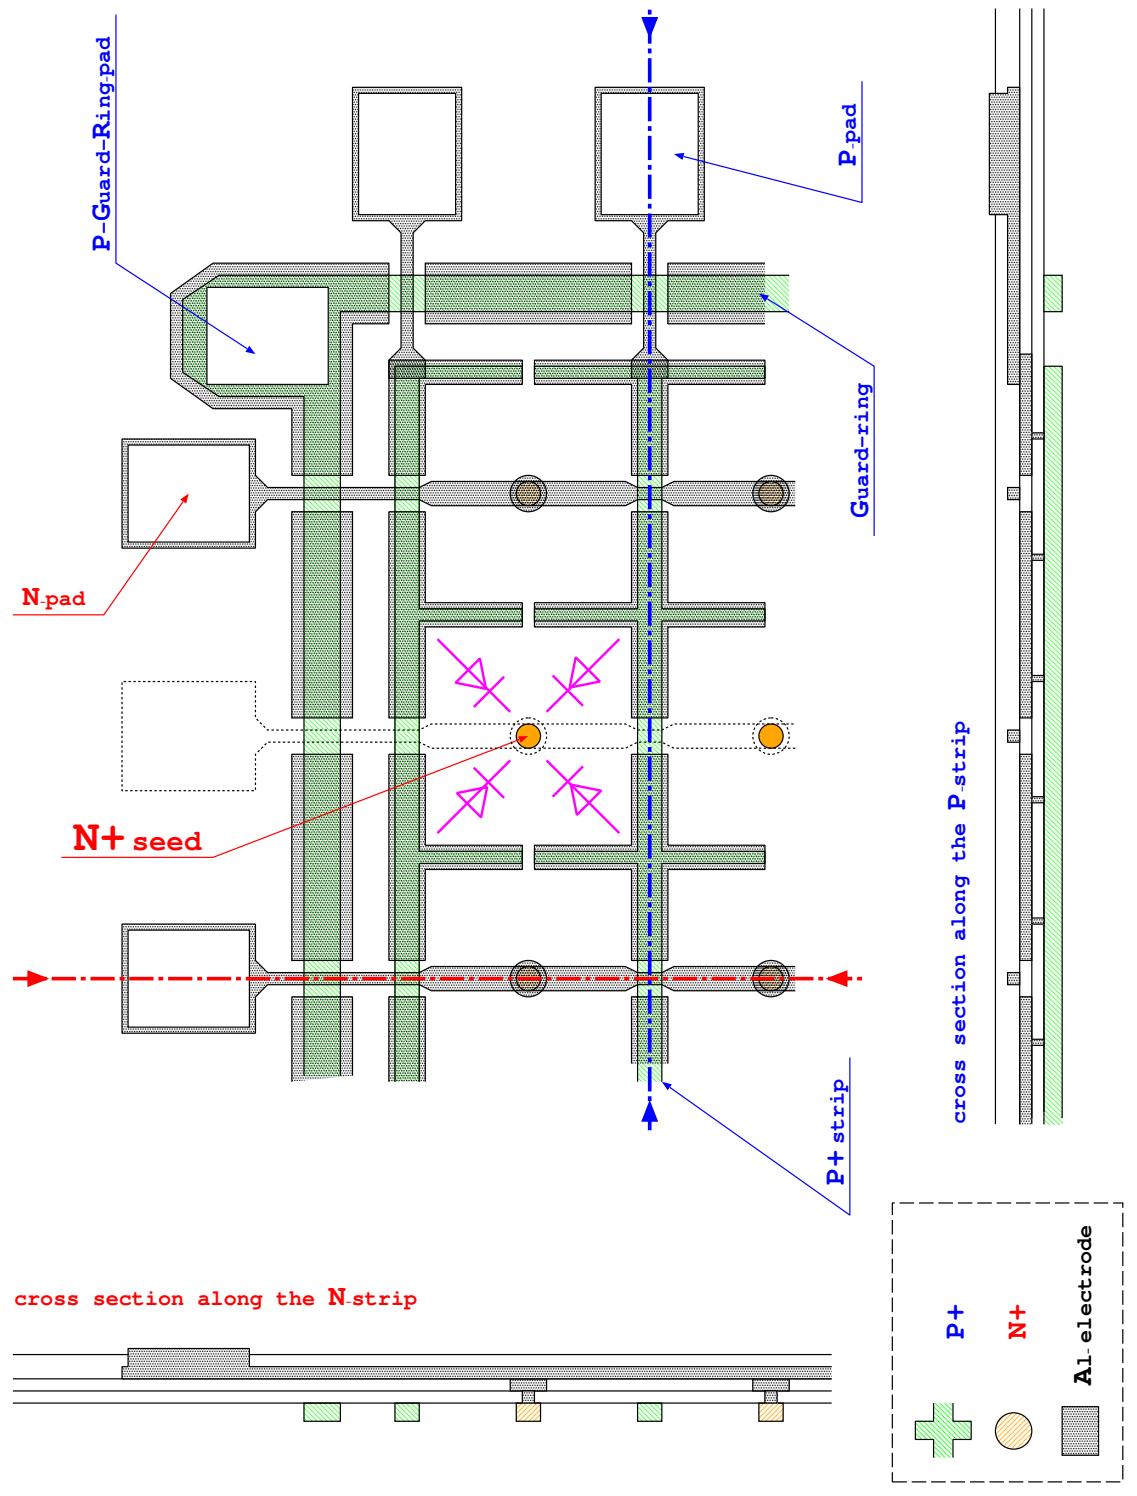 P-Guard-Ring-pad
P-pad
Guard-ring
N-pad
N+ seed
P+ strip
cross section along the P-strip
cross section along the N-strip
P+
N+
Al-electrode